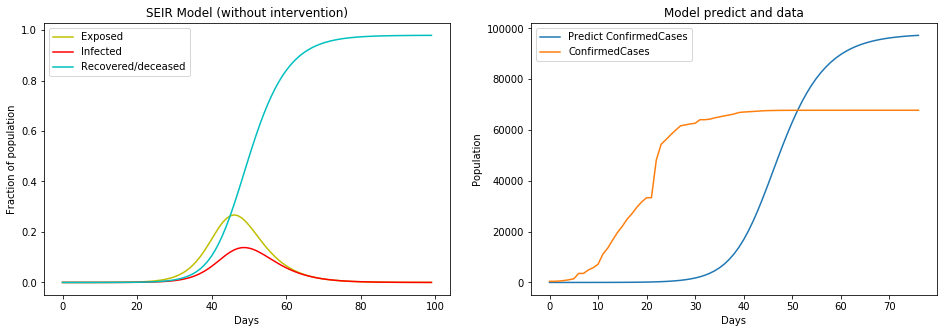 SEIR Model (without intervention)
Exposed
Infected
Recovered/deceased
Fraction of population
1.0
0.8
0.6
0.4
0.2
0.0
0 20 40 60 80 100
Days
Model predict and data
Predict ConfirmedCases
ConfirmedCases
Population
100000
80000
60000
40000
20000
0
0 10 20 30 40 50 60 70
Days